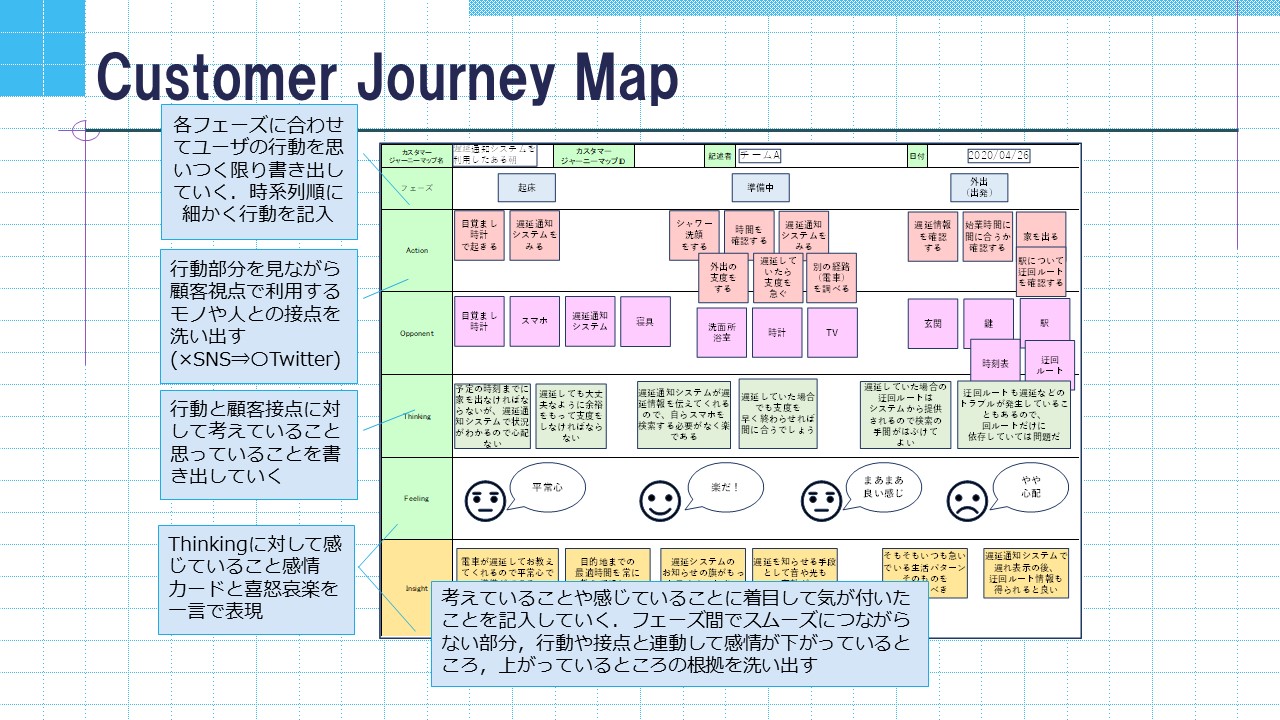 Customer Journey Map
各フェーズに合わせ
てユーザの行動を思
いつく限り書き出し
ていく．時系列順に
細かく行動を記入
行動部分を見ながら
顧客視点で利用する
モノや人との接点を
洗い出す
(×SNS⇒〇Twitter)
行動と顧客接点に対
して考えていること
思っていることを書
き出していく
Thinkingに対して感
じていること感情
カードと喜怒哀楽を
一言で表現
カスタマー
ジャーニーマップ名
遅延通知システムを
利用したある朝
カスタマー
ジャーニーマップID
記述者
チームA
日付
2020/04/26
フェーズ
起床
準備中
外出
（出発）
Action
目覚まし
時計
で起きる
遅延通知
システムを
みる
シャワー
洗顔
をする
時間を
確認する
遅延通知
システムを
みる
外出の
支度を
する
遅延して
いたら
支度を
急ぐ
別の経路
（電車）
を調べる
遅延情報
を確認
する
始業時間に
間に合うか
確認する
家を出る
駅について
迂回ルート
を確認する
Opponent
目覚まし
時計
スマホ
遅延通知
システム
寝具
洗面所
浴室
時計
TV
玄関
鍵
駅
時刻表
迂回
ルート
Thinking
予定の時刻までに
家を出なければな
らないが、遅延通
知システムで状況
がわかるので心配
ない
遅延しても大丈
夫なように余裕
をもって支度を
しなければなら
ない
遅延通知システムが遅
延情報を伝えてくれる
ので、自らスマホを
検索する必要がなく楽
である
遅延していた場合
でも支度を
早く終わらせれば
間に合うでしょう
遅延していた場合の
迂回ルートは
システムから提供
されるので検索の
手間がはぶけて
よい
迂回ルートも遅延などの
トラブルが発生しているこ
ともあるので、
回ルートだけに
依存していては問題だ
Feeling
平常心
楽だ！
まあまあ
良い感じ
やや
心配
Insight
電車が遅延してお教え
てくれるので平常心で
目的地までの
最適時間を常に
遅延システムの
お知らせの旗がもっ
遅延を知らせる手段
として音や光も
そもそもいつも急い
でいる生活パターン
そのものを
べき
遅延通知システムで
遅れ表示の後、
迂回ルート情報も
得られると良い
考えていることや感じていることに着目して気が付いた
ことを記入していく．フェーズ間でスムーズにつながら
ない部分，行動や接点と連動して感情が下がっていると
ころ，上がっているところの根拠を洗い出す